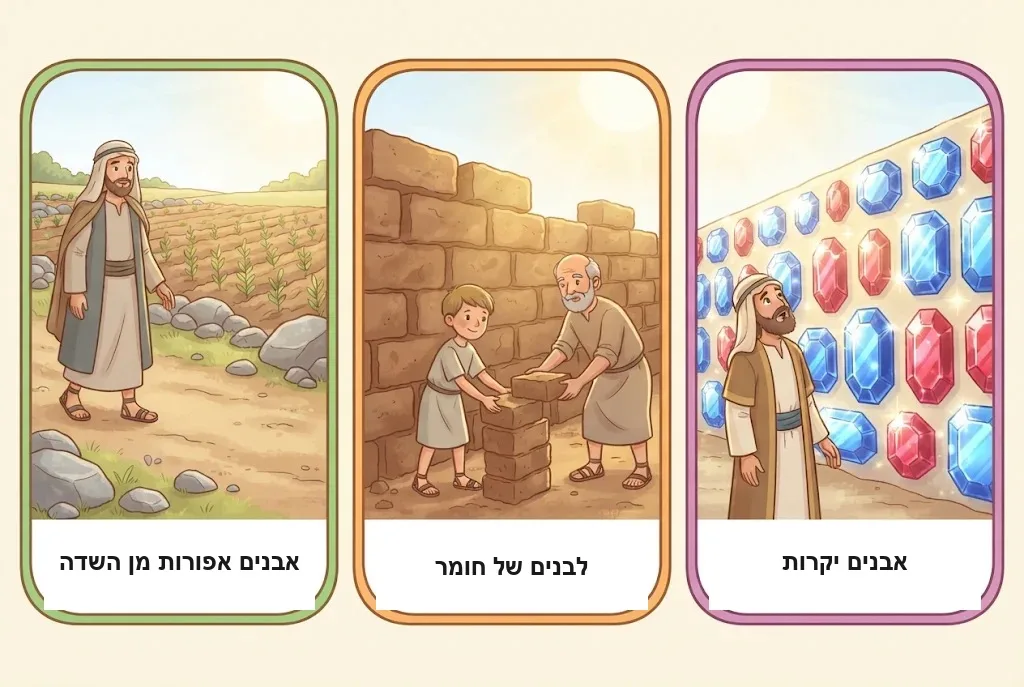 אבנים יקרות
לבנים של חומר
אבנים אפורות מן השדה